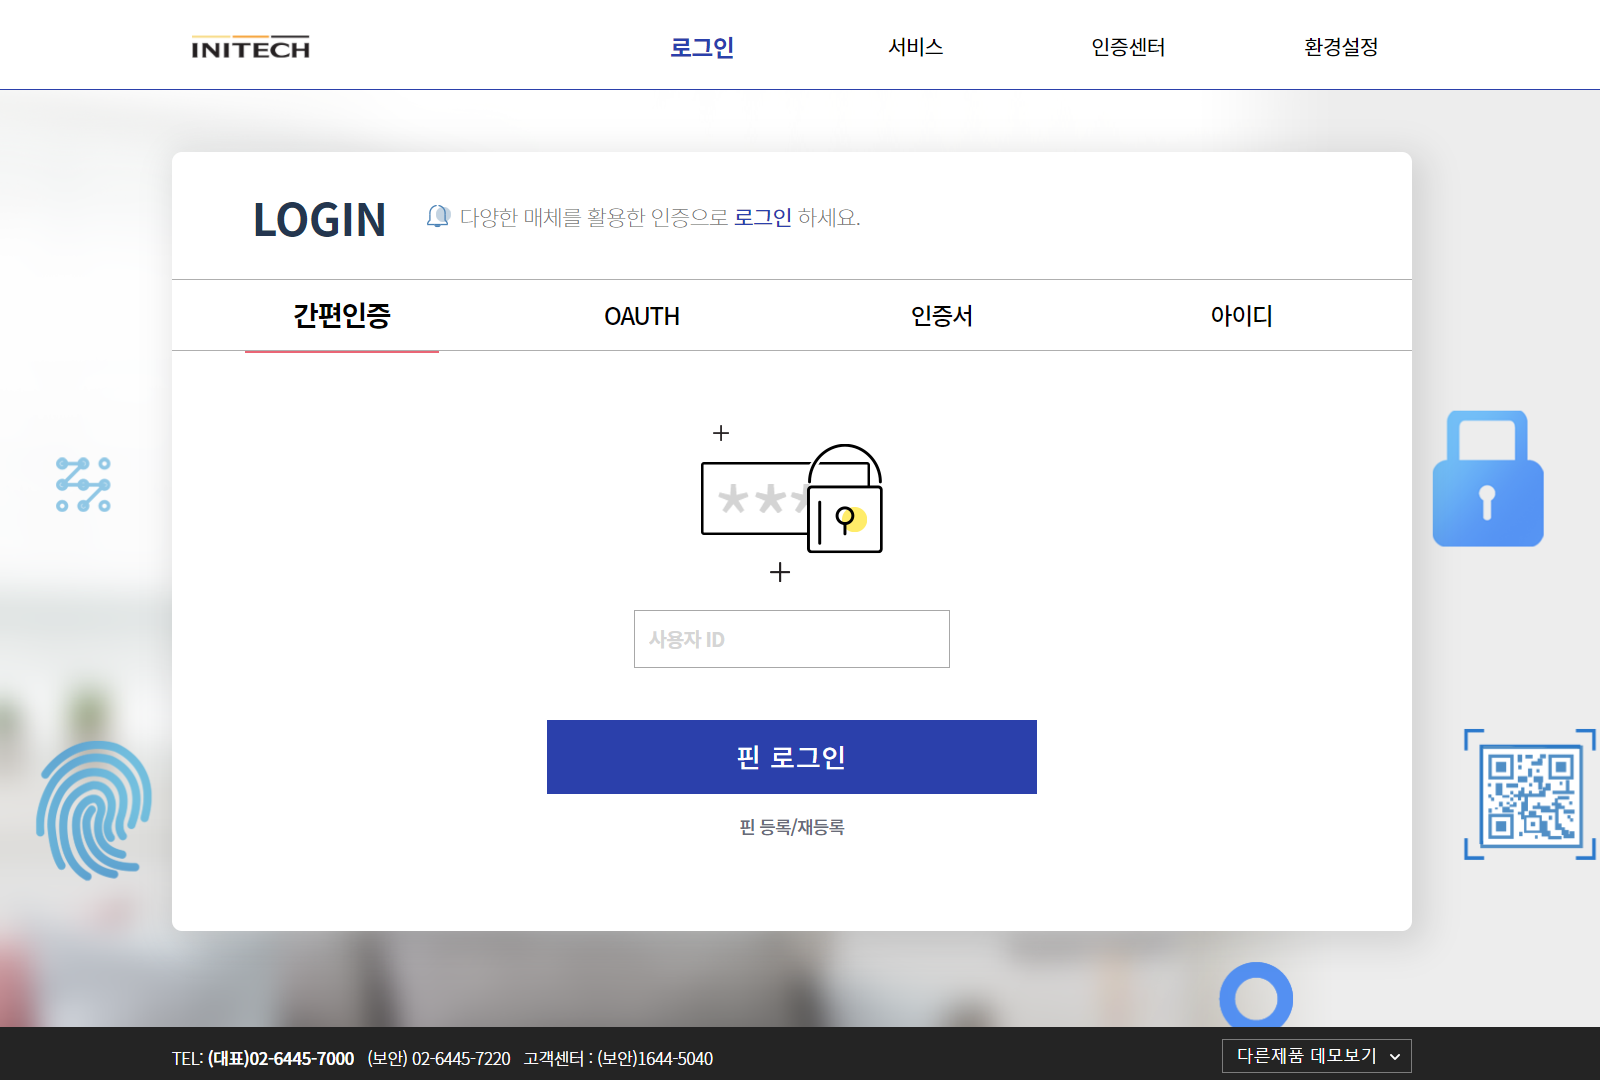 INITECH
로그인
서비스
인증센터
환경설정
LOGIN
다양한 매체를 활용한 인증으로 로그인 하세요.
간편인증
OAUTH
인증서
아이디
사용자 ID
핀 로그인
핀 등록/재등록
TEL: (대표)02-6445-7000 (보안) 02-6445-7220 고객센터 : (보안)1644-5040
다른제품 데모보기